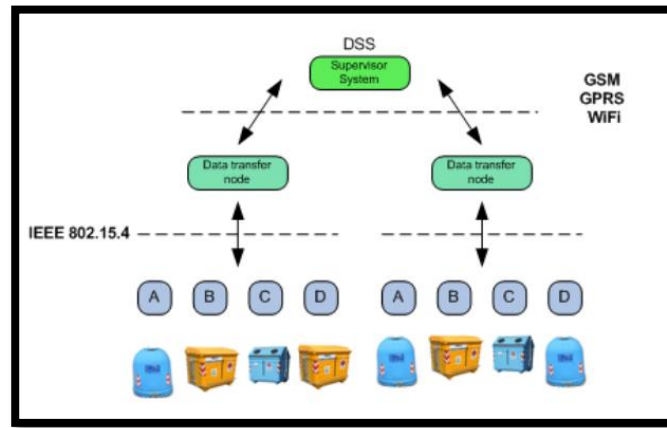 DSS
Supervisor
System
GSM
GPRS
WiFi
Data transfer
node
Data transfer
node
IEEE 802.15.4
A B C D A B C D